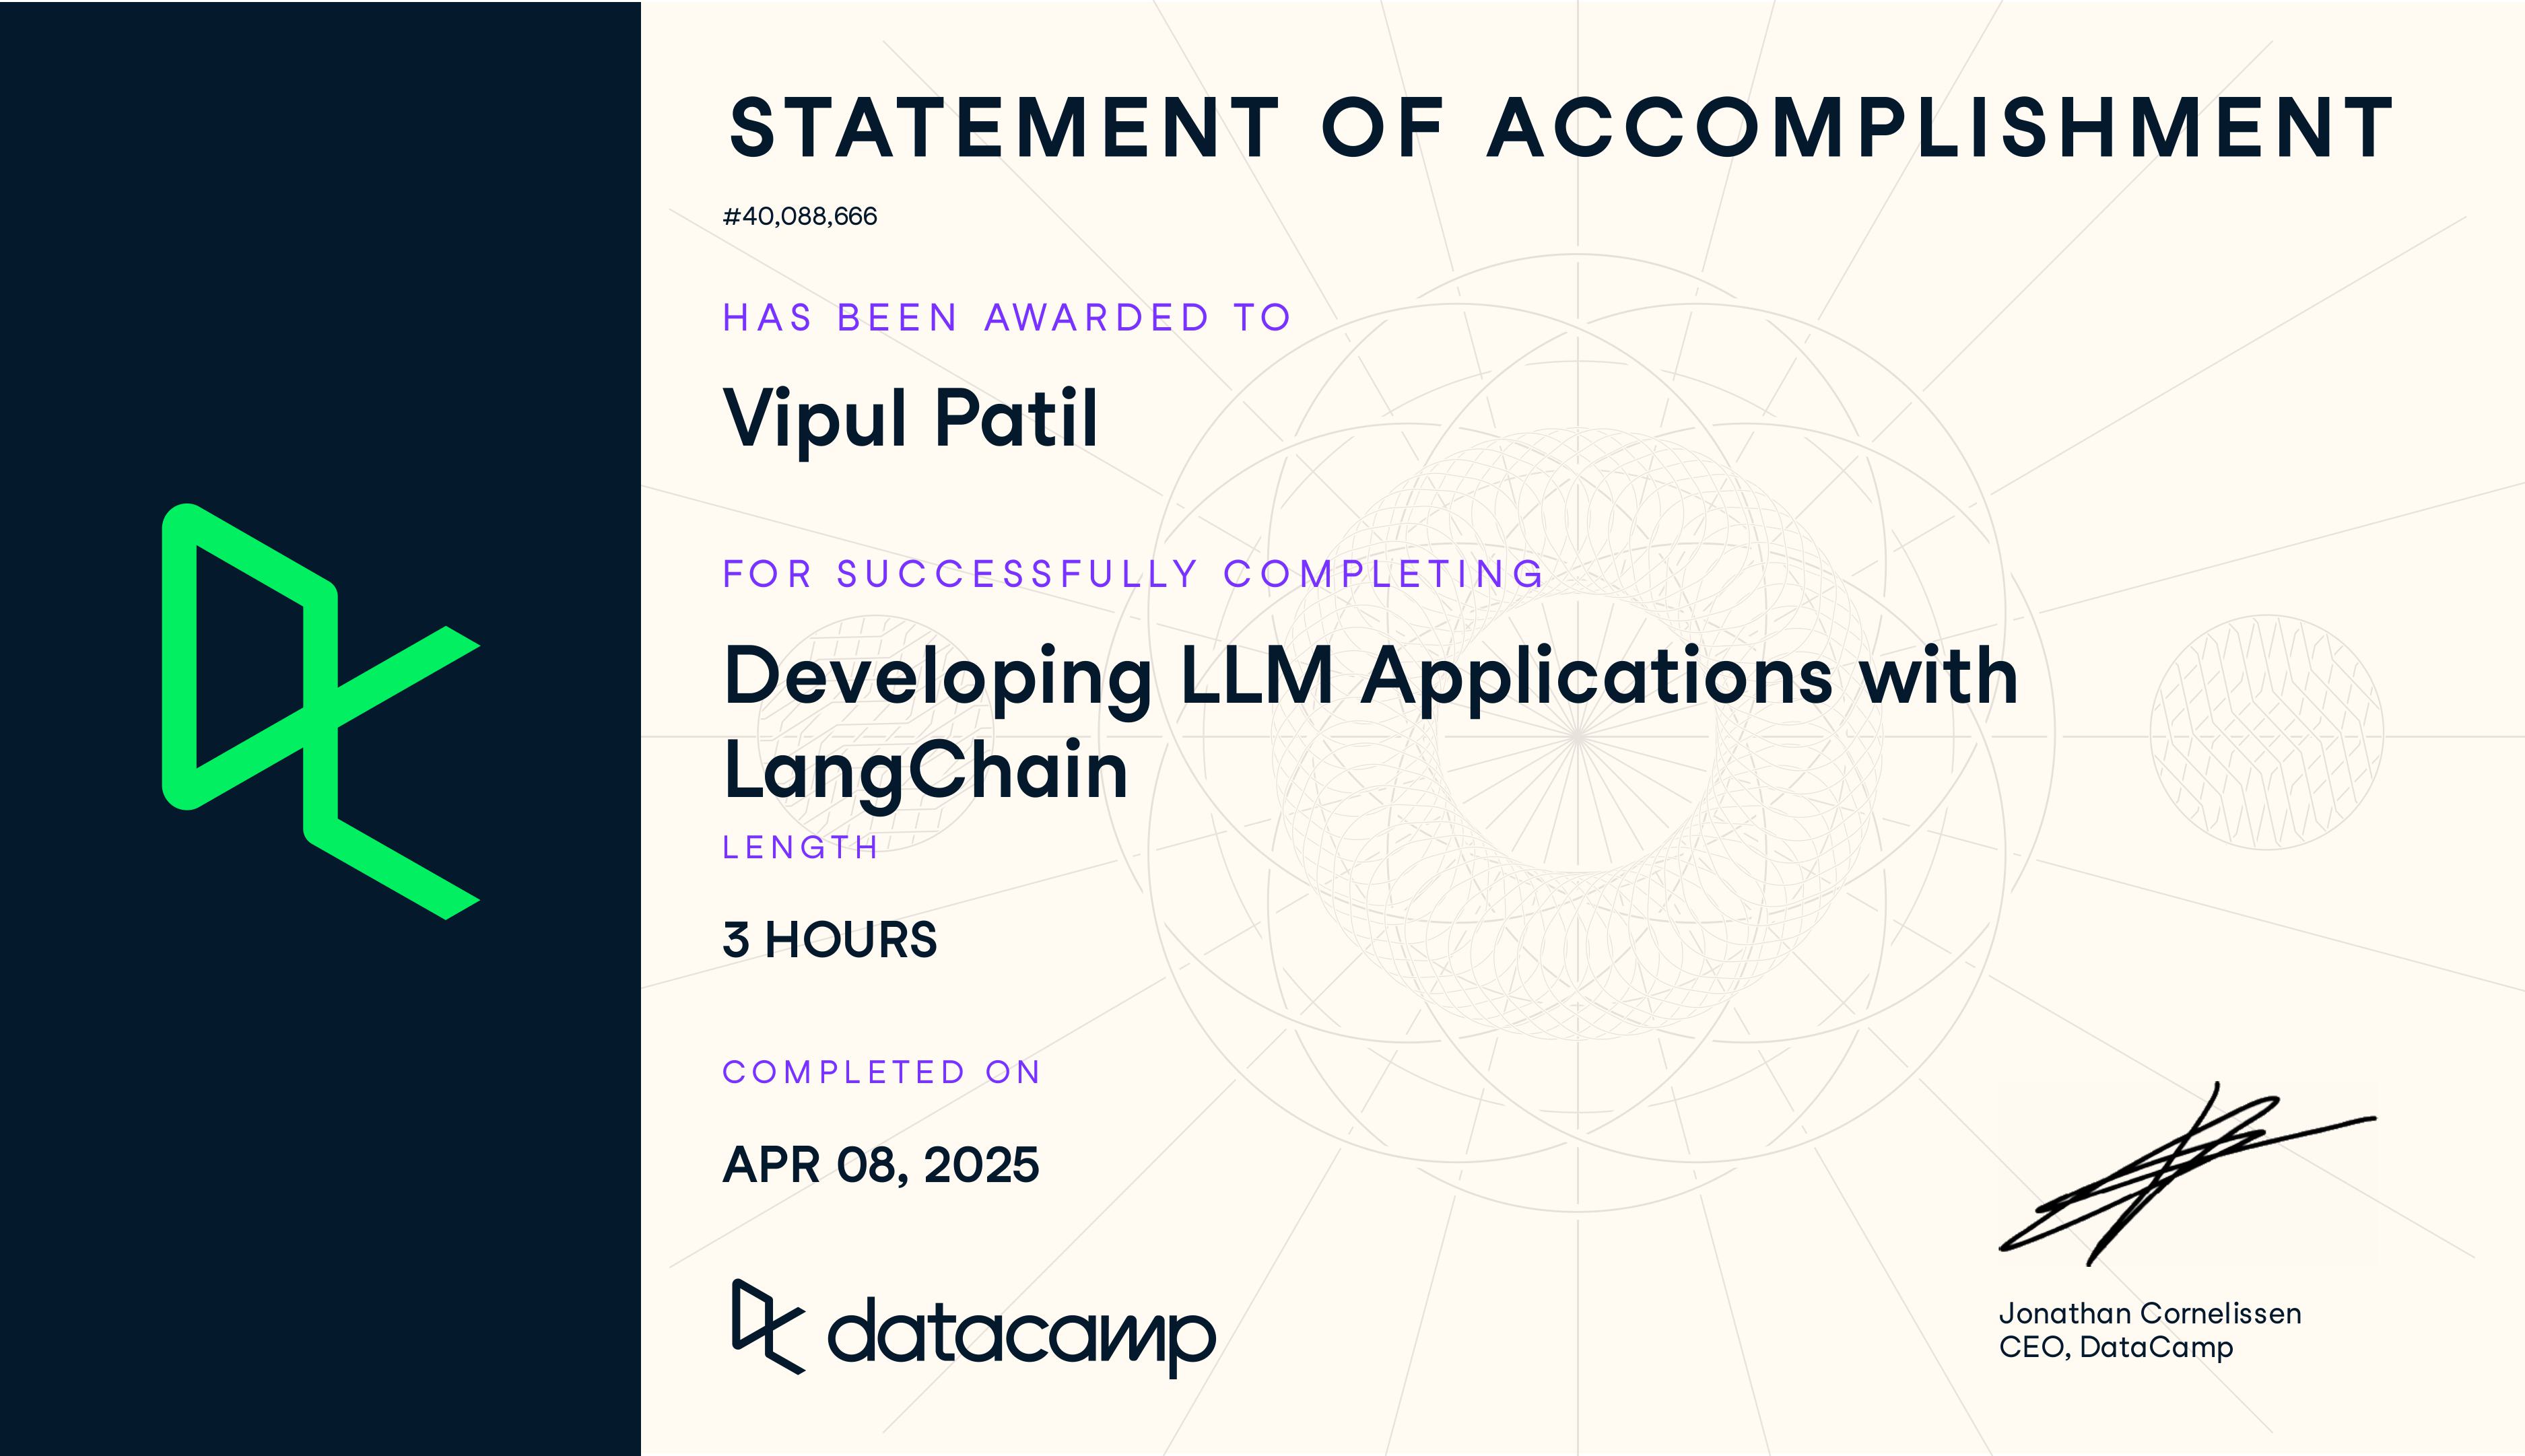 STATEMENT OF ACCOMPLISHMENT
#40,088,666
HAS BEEN AWARDED TO
Vipul Patil
FOR SUCCESSFULLY COMPLETING
Developing LLM Applications with
LangChain
LENGTH
3 HOURS
COMPLETED ON
APR 08, 2025
datacamp
Jonathan Cornelissen
CEO, DataCamp